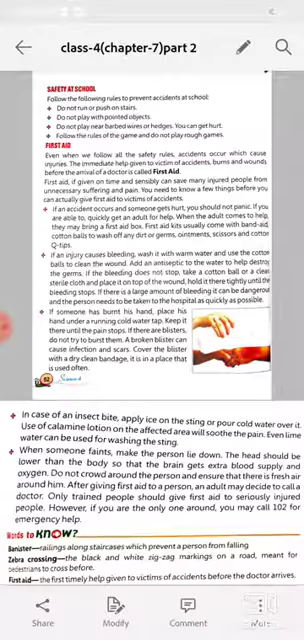 class-4(chapter-7)part 2
SAFETY AT SCHOOL
Follow the following rules to prevent accidents at school:
Do not run or push on stairs.
Do not play with pointed objects
Do not play near barbed wires or hedges. You can get hurt.
Follow the rules of the game and do not play rough games.
FIRST AID
Even when we follow all the safety rules, accidents occur which cause
injuries. The immediate help given to victim of accidents, burns and wounds
before the arrival of a doctor is called First Aid.
First aid, if given on time and sensibly can save many injured people from
unnecessary suffering and pain. You need to know a few things before you
can actually give first aid to victims of accidents.
If an accident occurs and someone gets hurt, you should not panic. If you
are able to, quickly get an adult for help. When the adult comes to help,
they may bring a first aid box. First aid kits usually come with band-aid,
cotton balls to wash off any dirt or germs, ointments, scissors and cotton
Q-tips.
If an injury causes bleeding, wash it with warm water and use the cotton
balls to clean the wound. Add an antiseptic to the water to help destroy
the germs. If the bleeding does not stop, take a cotton ball or a clean
sterile cloth and place it on top of the wound, hold it there tightly until the
bleeding stops. If there is a large amount of bleeding it can be dangerous
and the person needs to be taken to the hospital as quickly as possible.
If someone has burnt his hand, place his
hand under a running cold water tap. Keep it
there until the pain stops. If there are blisters,
do not try to burst them. A broken blister can
cause infection and scars. Cover the blister
with a dry clean bandage, it is in a place that
is used often.
52 Science-4
In case of an insect bite, apply ice on the sting or pour cold water over it.
Use of calamine lotion on the affected area will soothe the pain. Even lime
water can be used for washing the sting.
When someone faints, make the person lie down. The head should be
lower than the body so that the brain gets extra blood supply and
oxygen. Do not crowd around the person and ensure that there is fresh air
around him. After giving first aid to a person, an adult may decide to call a
doctor. Only trained people should give first aid to seriously injured
people. However, if you are the only one around, you may call 102 for
emergency help.
Words to KNOW?
Banister–railings along staircases which prevent a person from falling
Zebra crossing–the black and white zig-zag markings on a road, meant for
pedestrians to cross before.
First aid–the first timely help given to victims of accidents before the doctor arrives.
Share
Modify
Comment
More